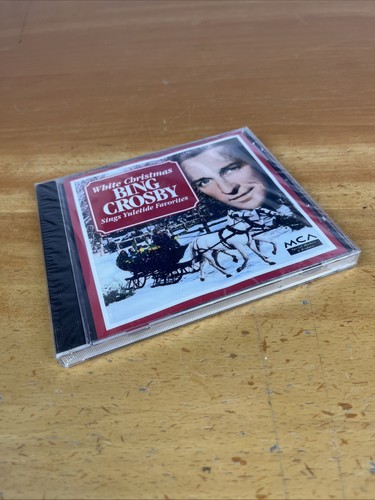 White Christmas
BING
CROSBY
Sings Yuletide Favorites
MCA